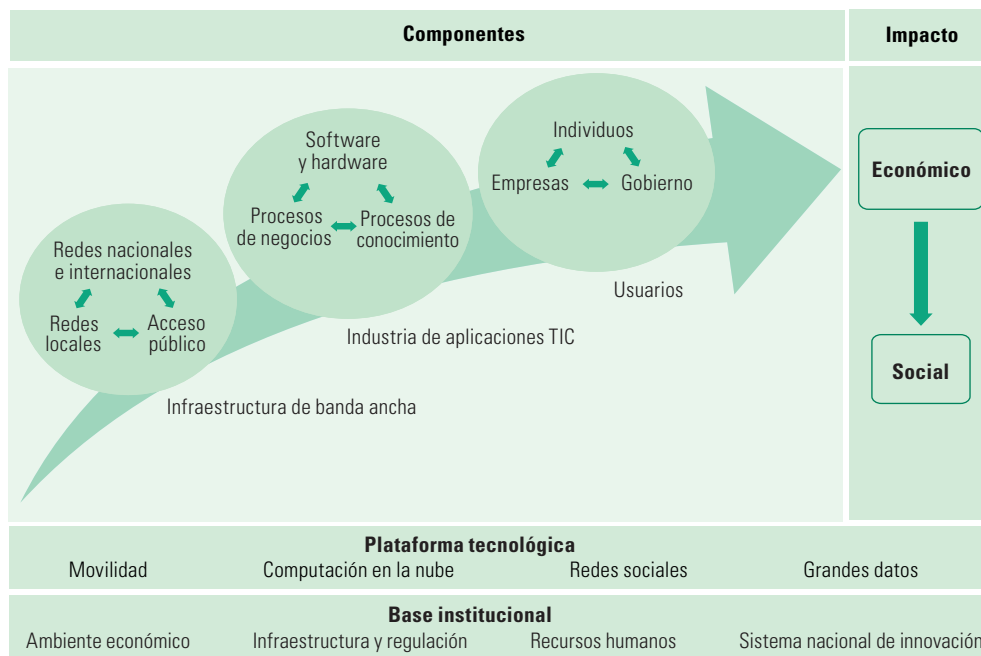 Componentes
Impacto
Individuos
Empresas
Gobierno
Usuarios
Software
y hardware
Procesos
de negocios
Procesos de
conocimiento
Industria de aplicaciones TIC
Redes nacionales
e internacionales
Redes
locales
Acceso
público
Infraestructura de banda ancha
Económico
Social
Plataforma tecnológica
Movilidad
Computación en la nube
Redes sociales
Grandes datos
Base institucional
Ambiente económico
Infraestructura y regulación
Recursos humanos
Sistema nacional de innovación